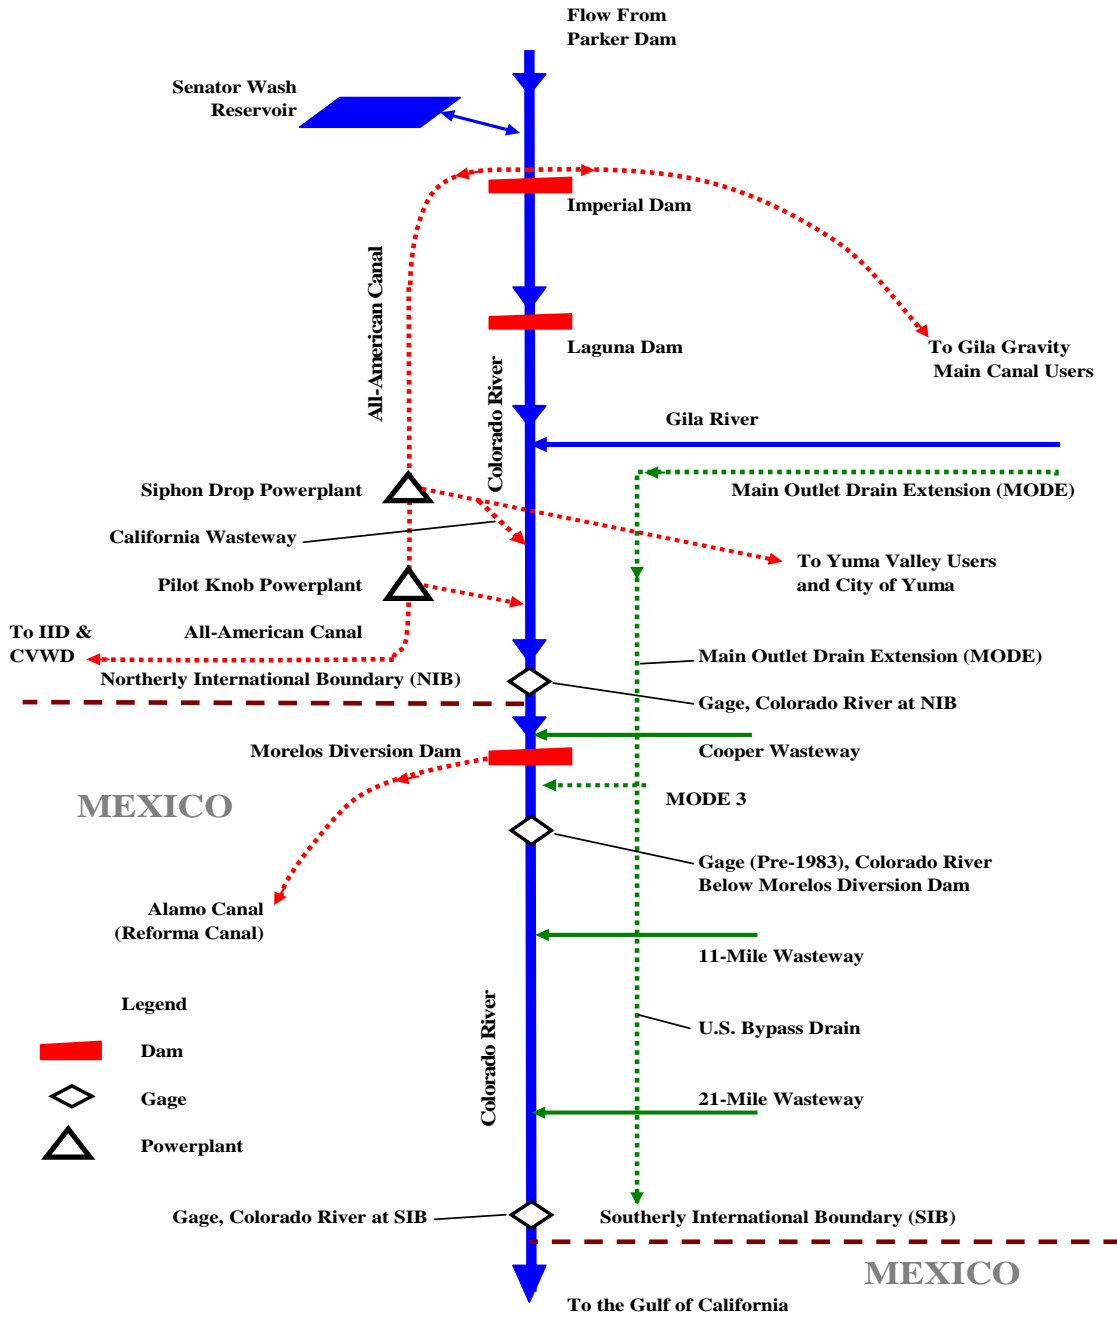 Flow From
Parker Dam
Senator Wash
Reservoir
Imperial Dam
All-American Canal
Laguna Dam
To Gila Gravity
Main Canal Users
Colorado River
Gila River
Siphon Drop Powerplant
Main Outlet Drain Extension (MODE)
California Wasteway
To Yuma Valley Users
and City of Yuma
Pilot Knob Powerplant
To IID &
CVWD
All-American Canal
Main Outlet Drain Extension (MODE)
Northerly International Boundary (NIB)
Gage, Colorado River at NIB
Morelos Diversion Dam
Cooper Wasteway
MEXICO
MODE 3
Gage (Pre-1983), Colorado River
Below Morelos Diversion Dam
Alamo Canal
(Reforma Canal)
11-Mile Wasteway
Legend
Colorado River
U.S. Bypass Drain
Dam
Gage
21-Mile Wasteway
Powerplant
Gage, Colorado River at SIB
Southerly International Boundary (SIB)
MEXICO
To the Gulf of California